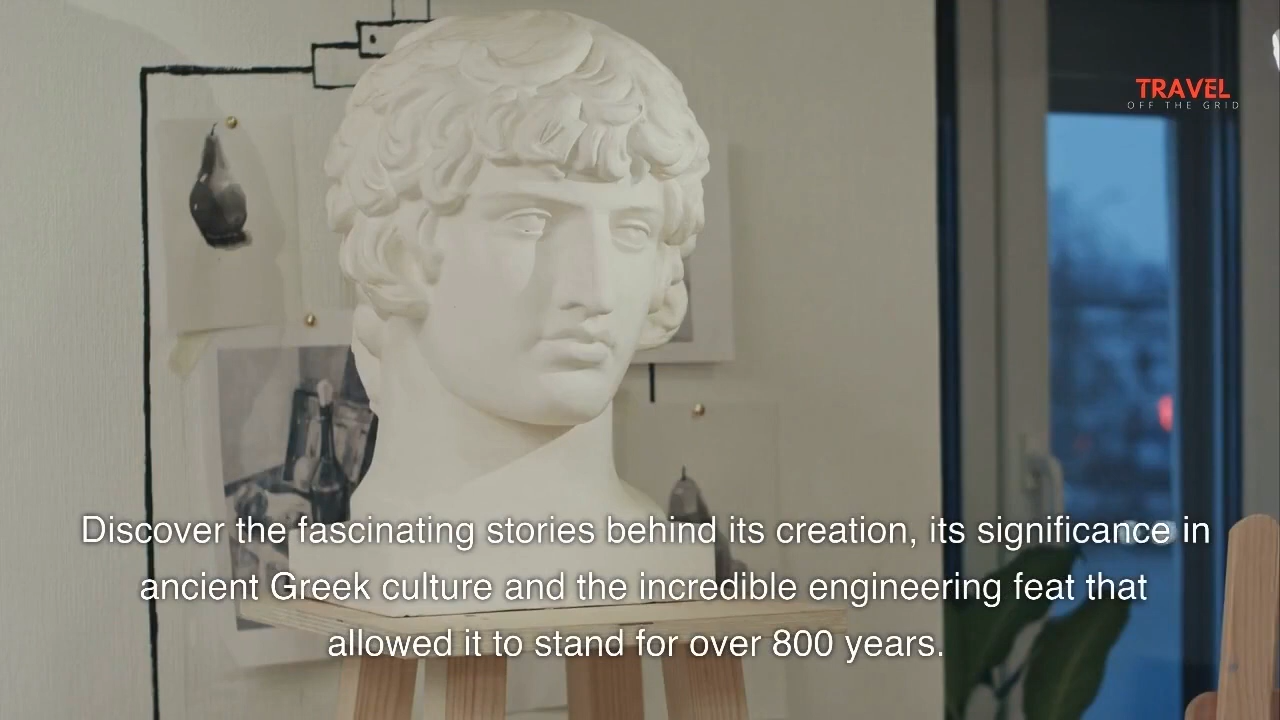 TRAVEL
OFF THE GRID
Discover the fascinating stories behind its creation, its significance in
ancient Greek culture and the incredible engineering feat that
allowed it to stand for over 800 years.